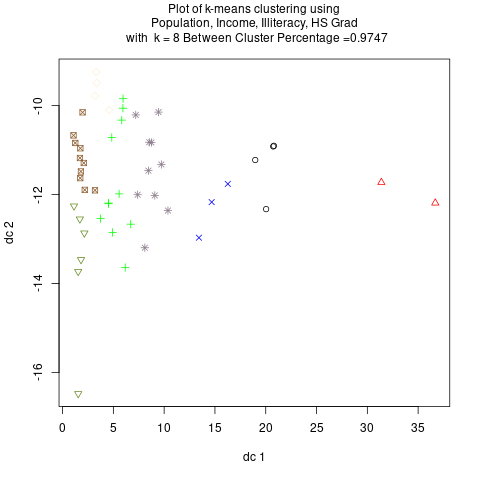 Plot of k-means clustering using
Population, Income, Illiteracy, HS Grad
with k = 8 Between Cluster Percentage =0.9747
-10
-12
-14
-16
dc 2
0 5 10 15 20 25 30 35
dc 1